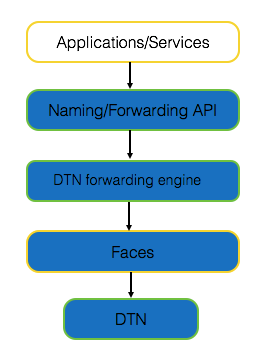 Applications/Services
Naming/Forwarding API
DTN forwarding engine
Faces
DTN